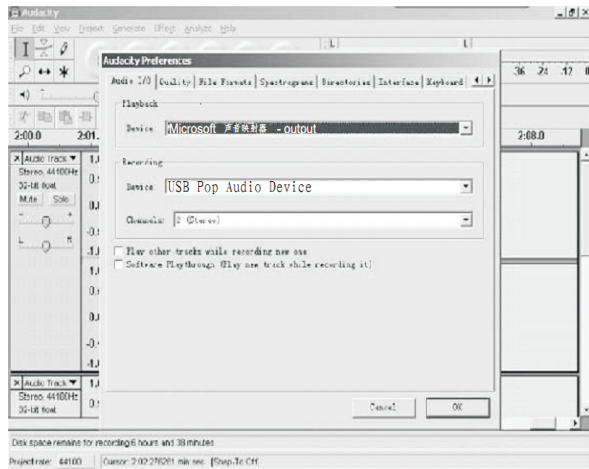 Audacity
File Edit View Project Generate Effect Analyze Help
L L
Audacity Preferences
Audio I/O Quality File Formats Spectrograms Directories Interface Keyboard
36 24 12 0
Playback
Device: Microsoft 声音映射器 - output
2:00.0 2:01. 2:08.0
Recording
Device: USB Pop Audio Device
Channels: 2 (Stereo)
Play other tracks while recording new one
Software Playthrough (Play new track while recording it)
Audio Track
Stereo, 44100Hz
32-bit float
Mute Solo
- +
L R
Audio Track
Stereo, 44100Hz
32-bit float
Cancel OK
Disk space remains for recording 6 hours and 38 minutes
Project rate: 44100 Cursor: 2:02.276281 min:sec [Snap-To Off]